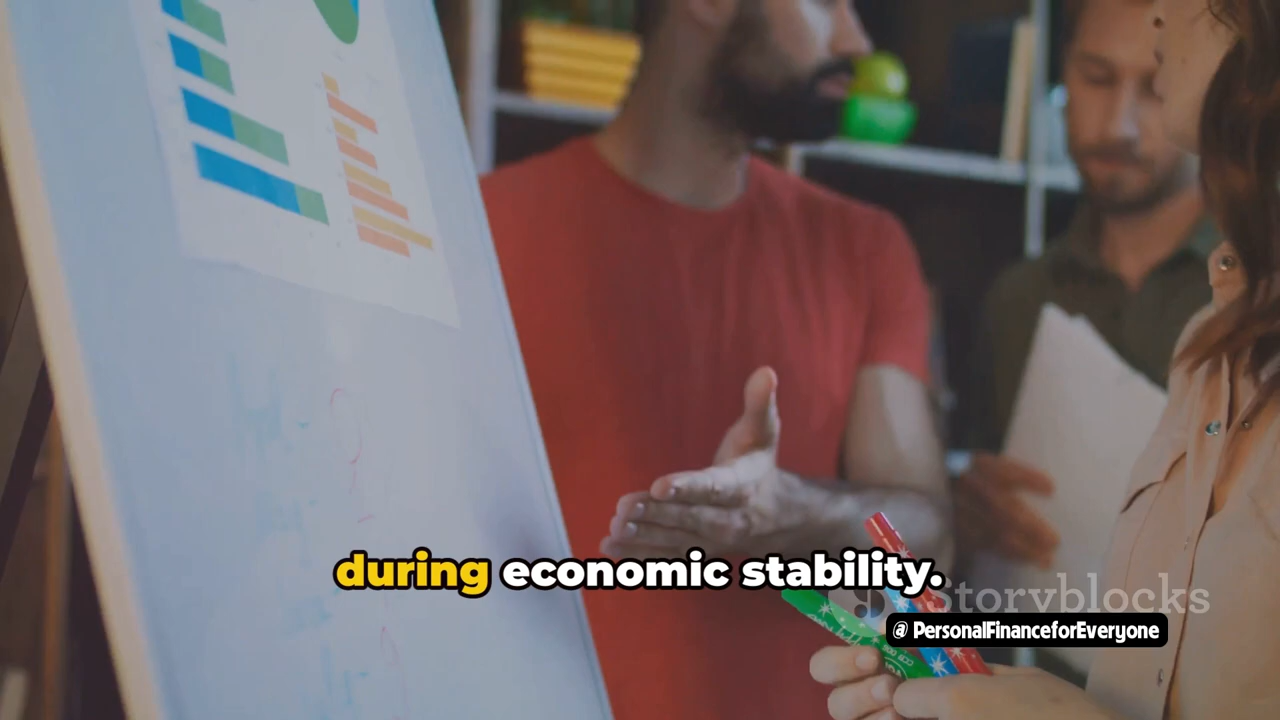 during economic stability.
Storyblocks
@ PersonalFinanceforEveryone